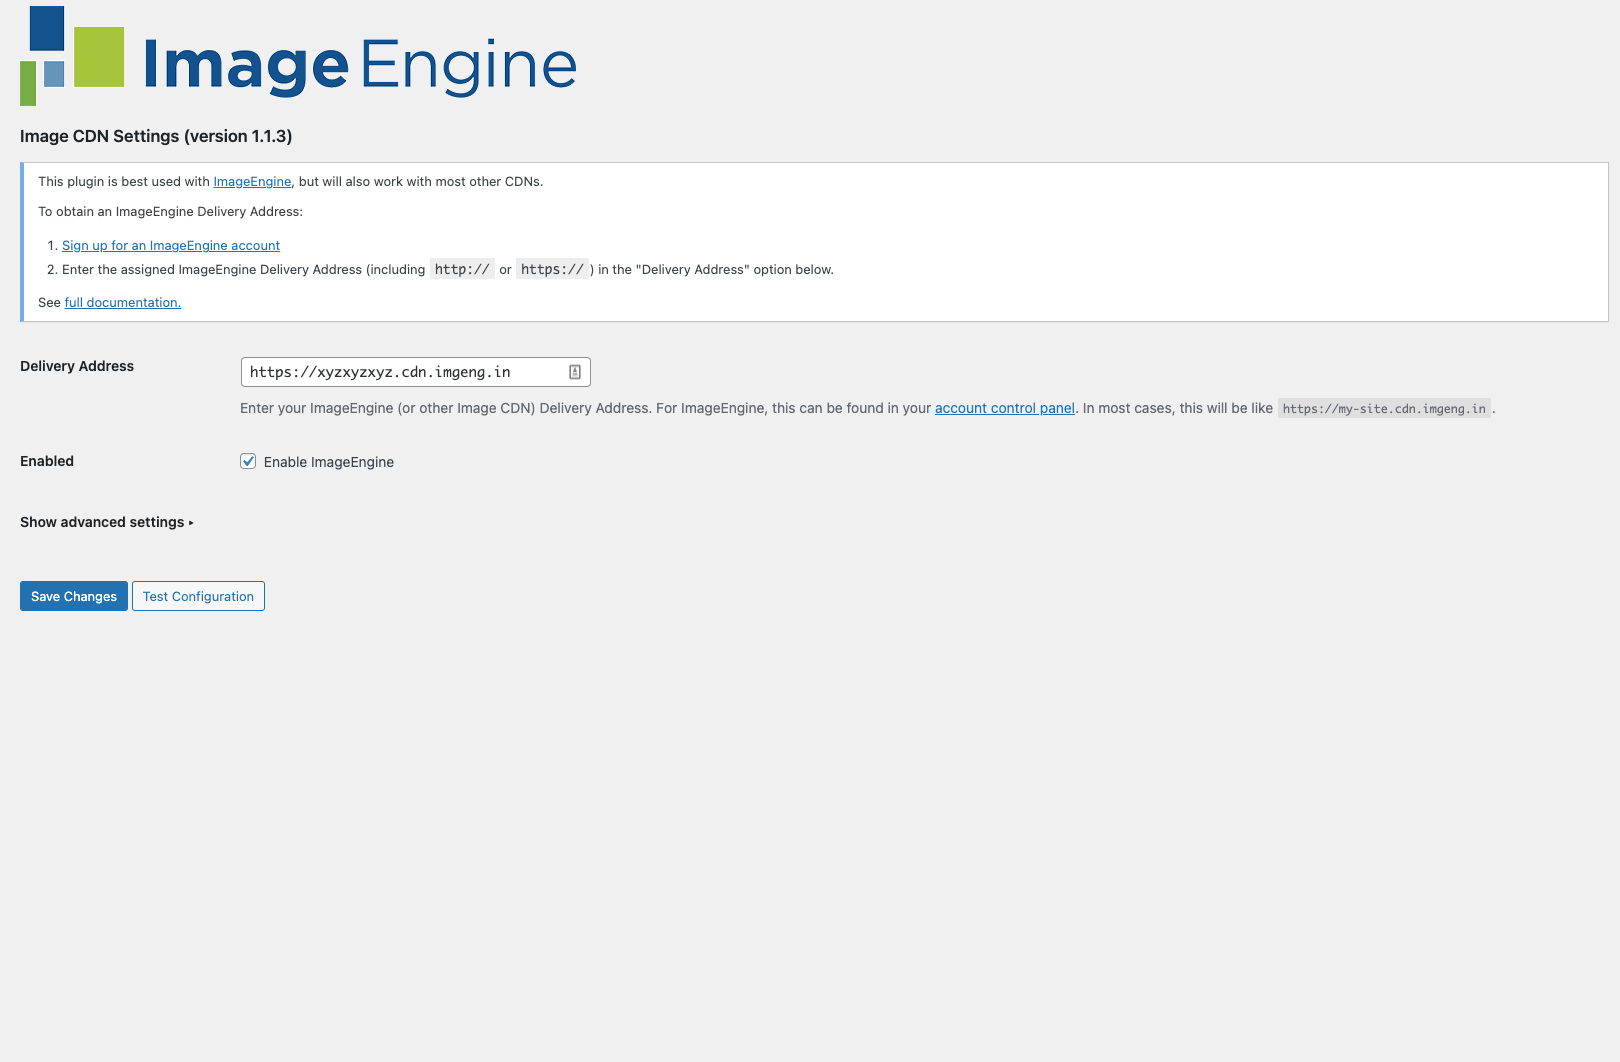 ImageEngine
Image CDN Settings (version 1.1.3)
This plugin is best used with ImageEngine, but will also work with most other CDNs.
To obtain an ImageEngine Delivery Address:
1. Sign up for an ImageEngine account
2. Enter the assigned ImageEngine Delivery Address (including http:// or https:// ) in the "Delivery Address" option below.
See full documentation.
Delivery Address
https://xyzxyzxyz.cdn.imgeng.in
Enter your ImageEngine (or other Image CDN) Delivery Address. For ImageEngine, this can be found in your account control panel. In most cases, this will be like https://my-site.cdn.imgeng.in .
Enabled
Enable ImageEngine
Show advanced settings ▸
Save Changes
Test Configuration